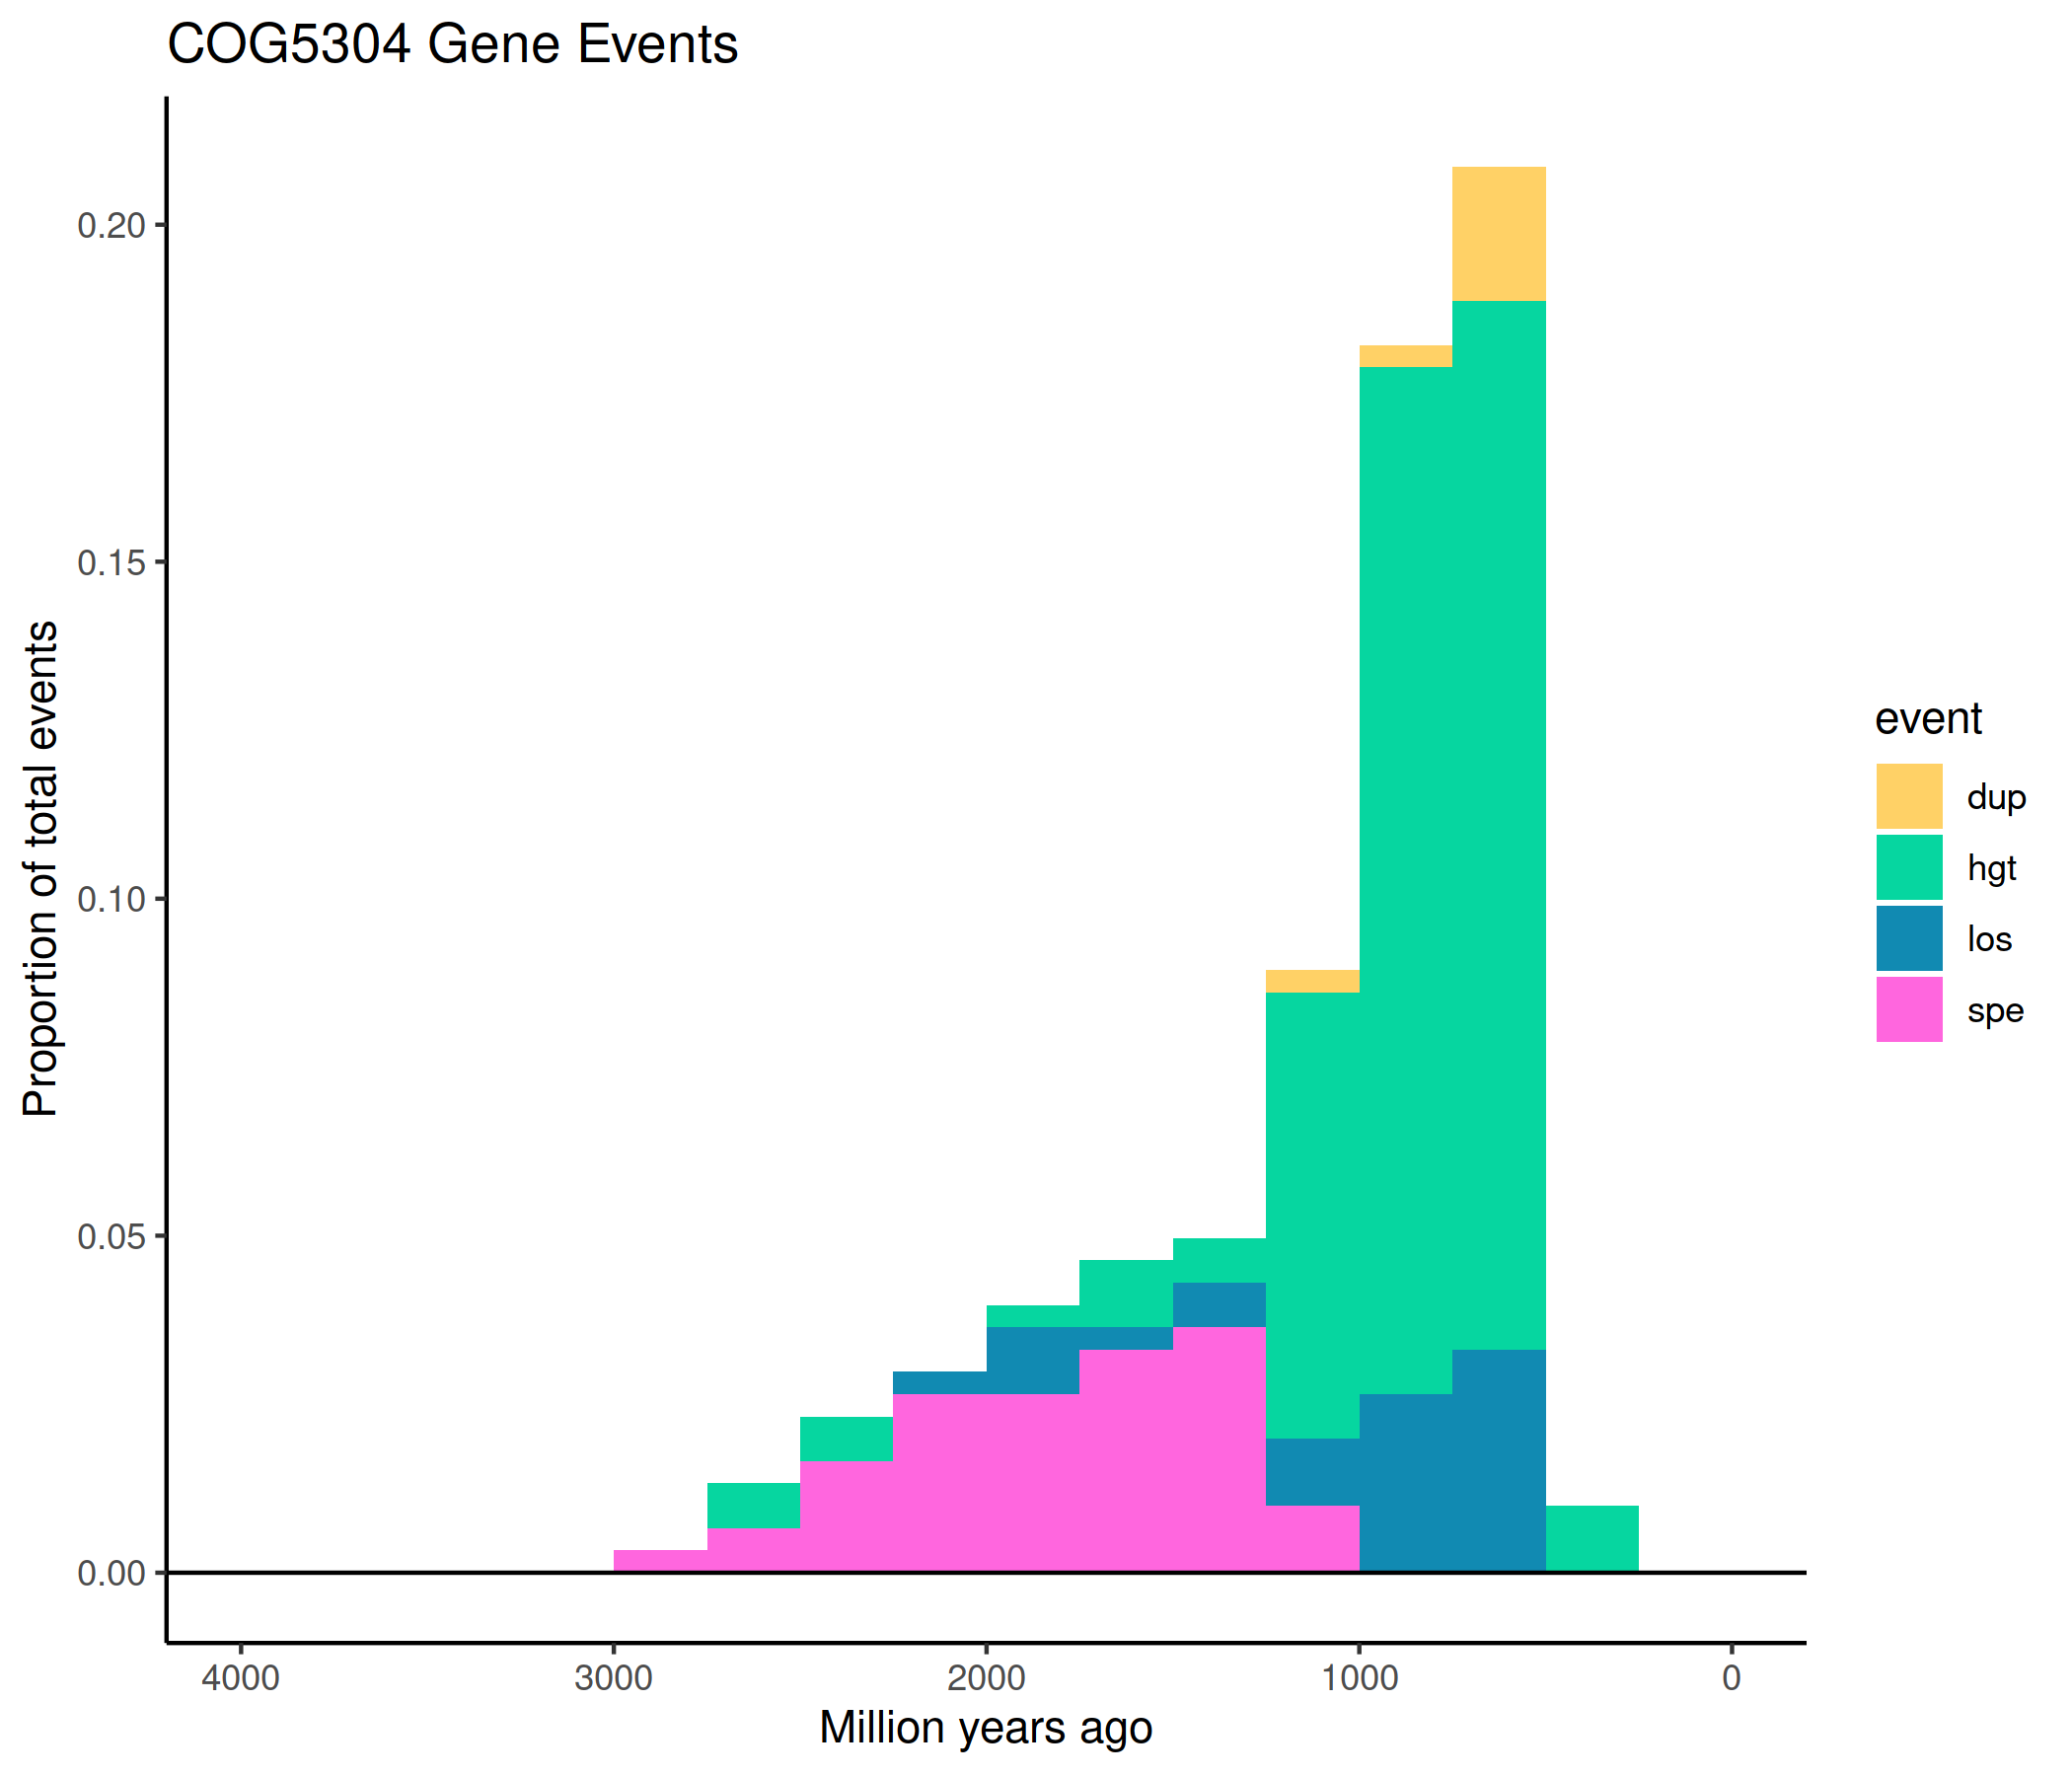 COG5304 Gene Events
Proportion of total events
0.20
0.15
0.10
0.05
0.00
4000 3000 2000 1000 0
Million years ago
event
dup
hgt
los
spe